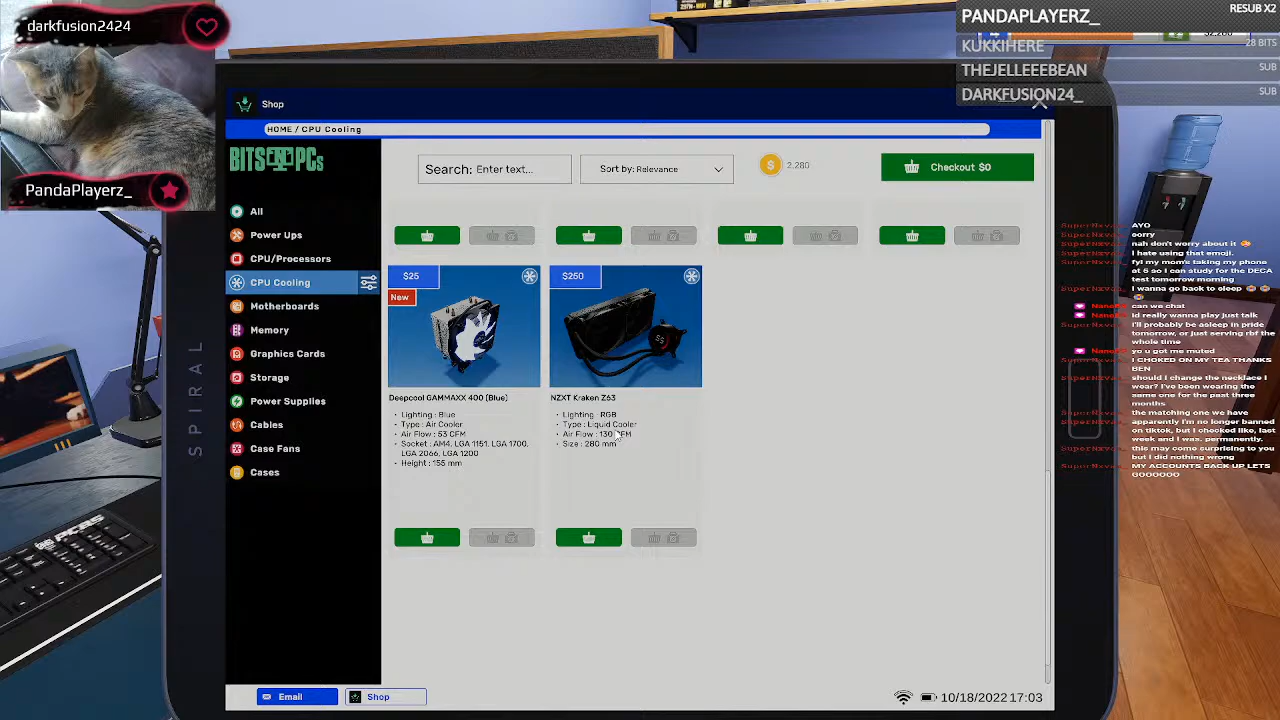 darkfusion2424
PandaPlayerz_
PANDAPLAYERZ_
RESUB X2
KUKKIHERE
28 BITS
THEJELLEEEBEAN
SUB
DARKFUSION24_
SUB
Shop
HOME / CPU Cooling
BITS N PCs
Search: Enter text...
Sort by: Relevance
$ 2.280
Checkout $0
All
Power Ups
CPU/Processors
CPU Cooling
Motherboards
Memory
Graphics Cards
Storage
Power Supplies
Cables
Case Fans
Cases
$25
New
Deepcool GAMMAXX 400 (Blue)
• Lighting : Blue
• Type : Air Cooler
• Air Flow : 53 CFM
• Socket : AM4, LGA 1151, LGA 1700,
LGA 2066, LGA 1200
• Height : 155 mm
$250
NZXT Kraken Z63
• Lighting : RGB
• Type : Liquid Cooler
• Air Flow : 130 CFM
• Size : 280 mm
AYO
sorry
nah don't worry about it
I hate using that emoji.
fyi my mom's taking my phone
at 6 so i can study for the DECA
test tomorrow morning
I wanna go back to sleep
can we chat
id really wanna play just talk
I'll probably be asleep in pride
tomorrow, or just serving rbf the
whole time
yo u got me muted
I CHOKED ON MY TEA THANKS
BEN
should I change the necklace I
wear? I've been wearing the
same one for the past three
months
the matching one we have
apparently I'm no longer banned
on tiktok, but I checked like, last
week and I was. permanently.
this may come surprising to you
but I did nothing wrong
MY ACCOUNTS BACK UP LETS
GOOOOOO
SPIRAL
Email
Shop
10/18/2022 17:03